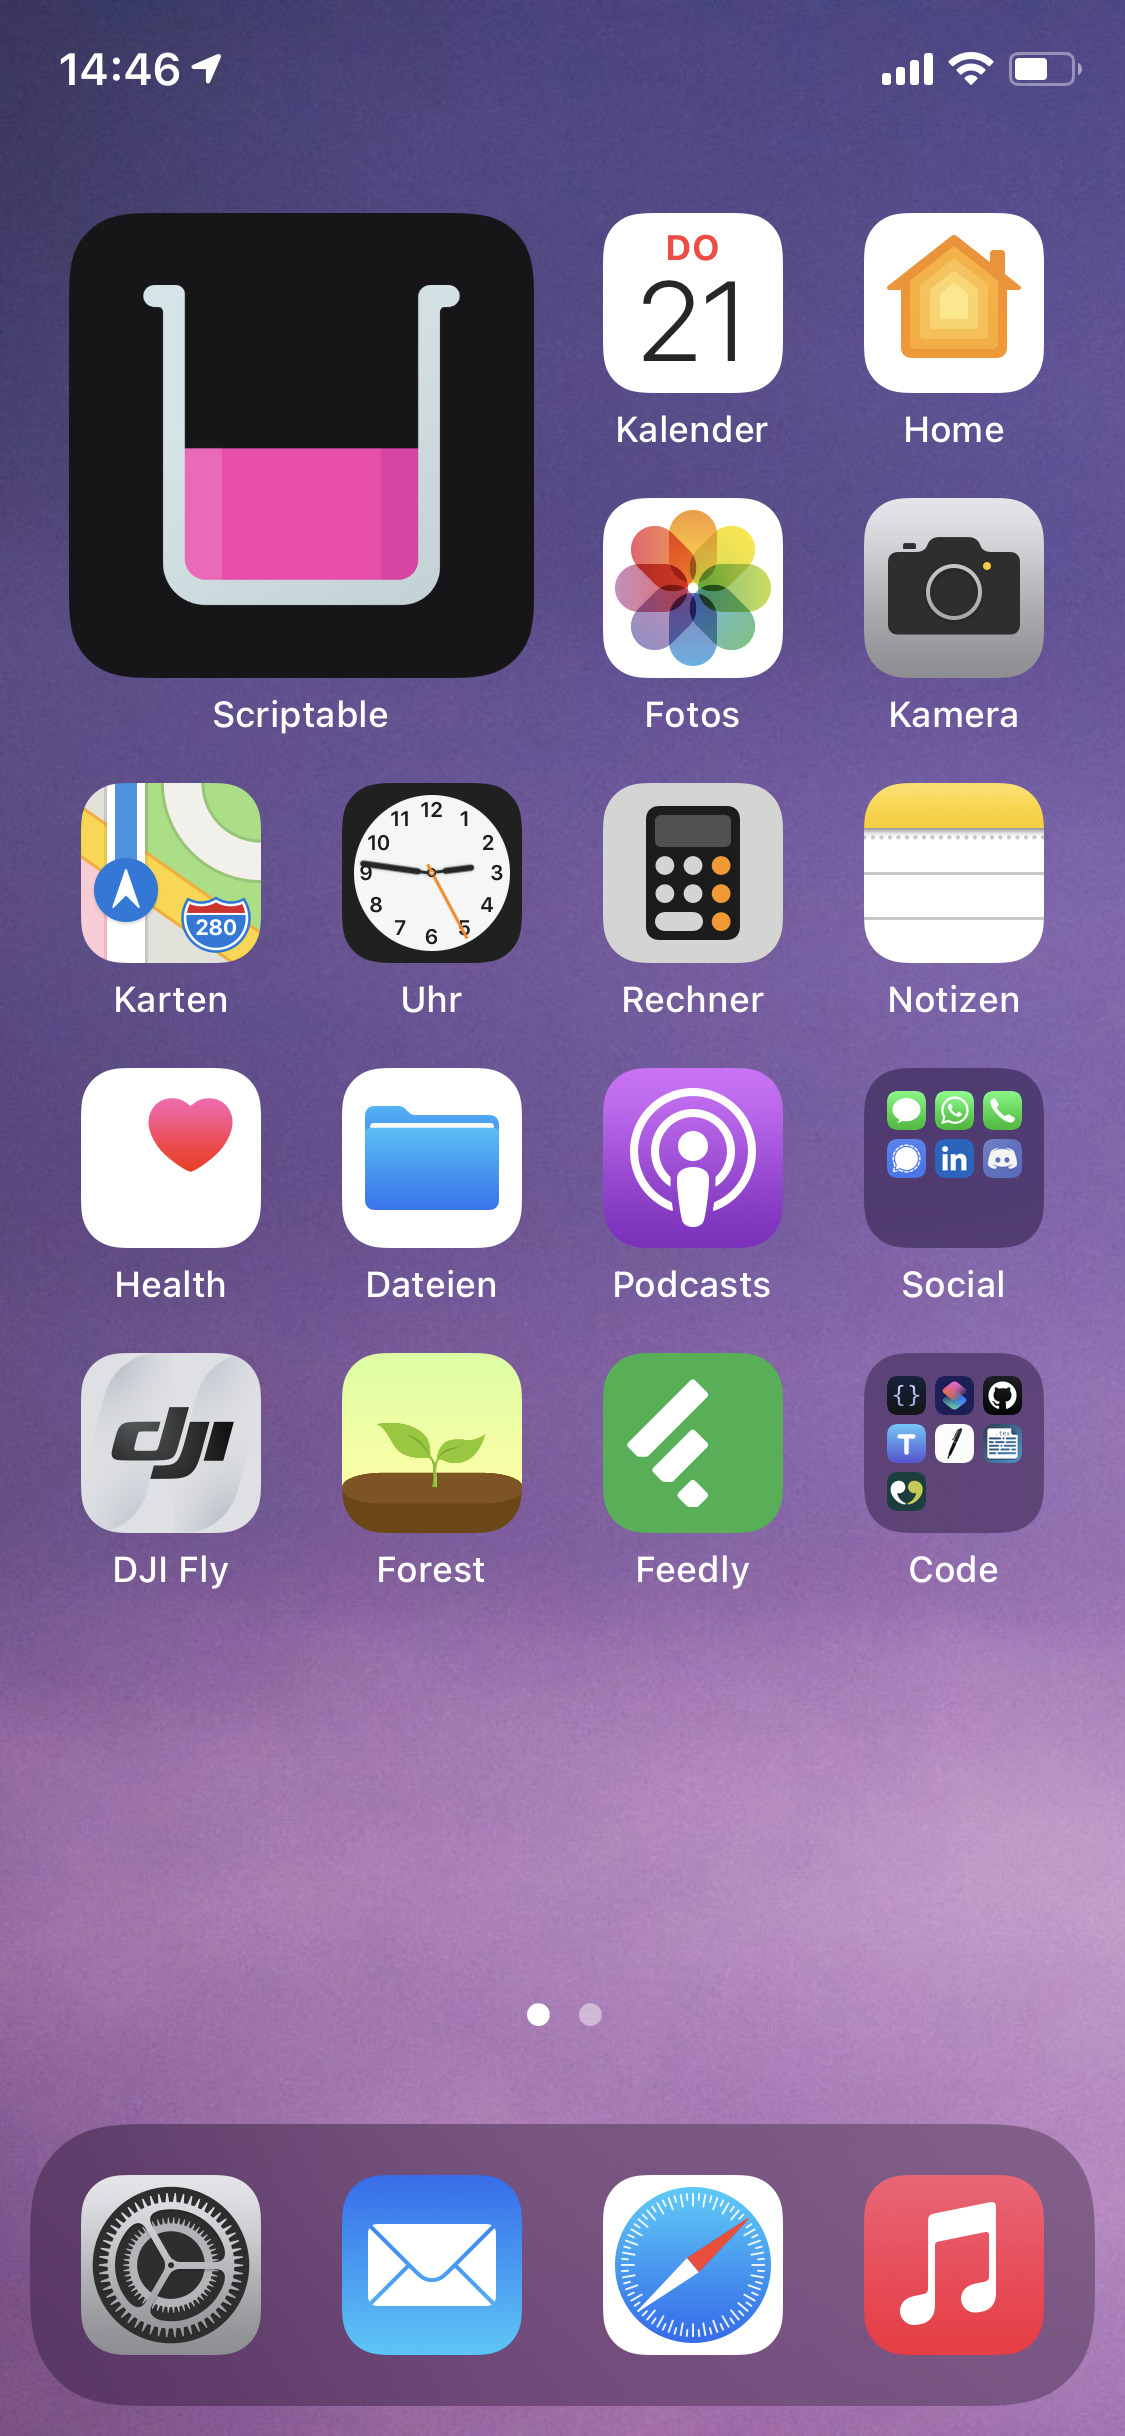 14:46
DO
21
Kalender
Home
Scriptable
Fotos
Kamera
280
12
11
1
10
2
9
3
8
4
7
5
6
Karten
Uhr
Rechner
Notizen
in
Health
Dateien
Podcasts
Social
dji
{}
T
.tex
DJI Fly
Forest
Feedly
Code